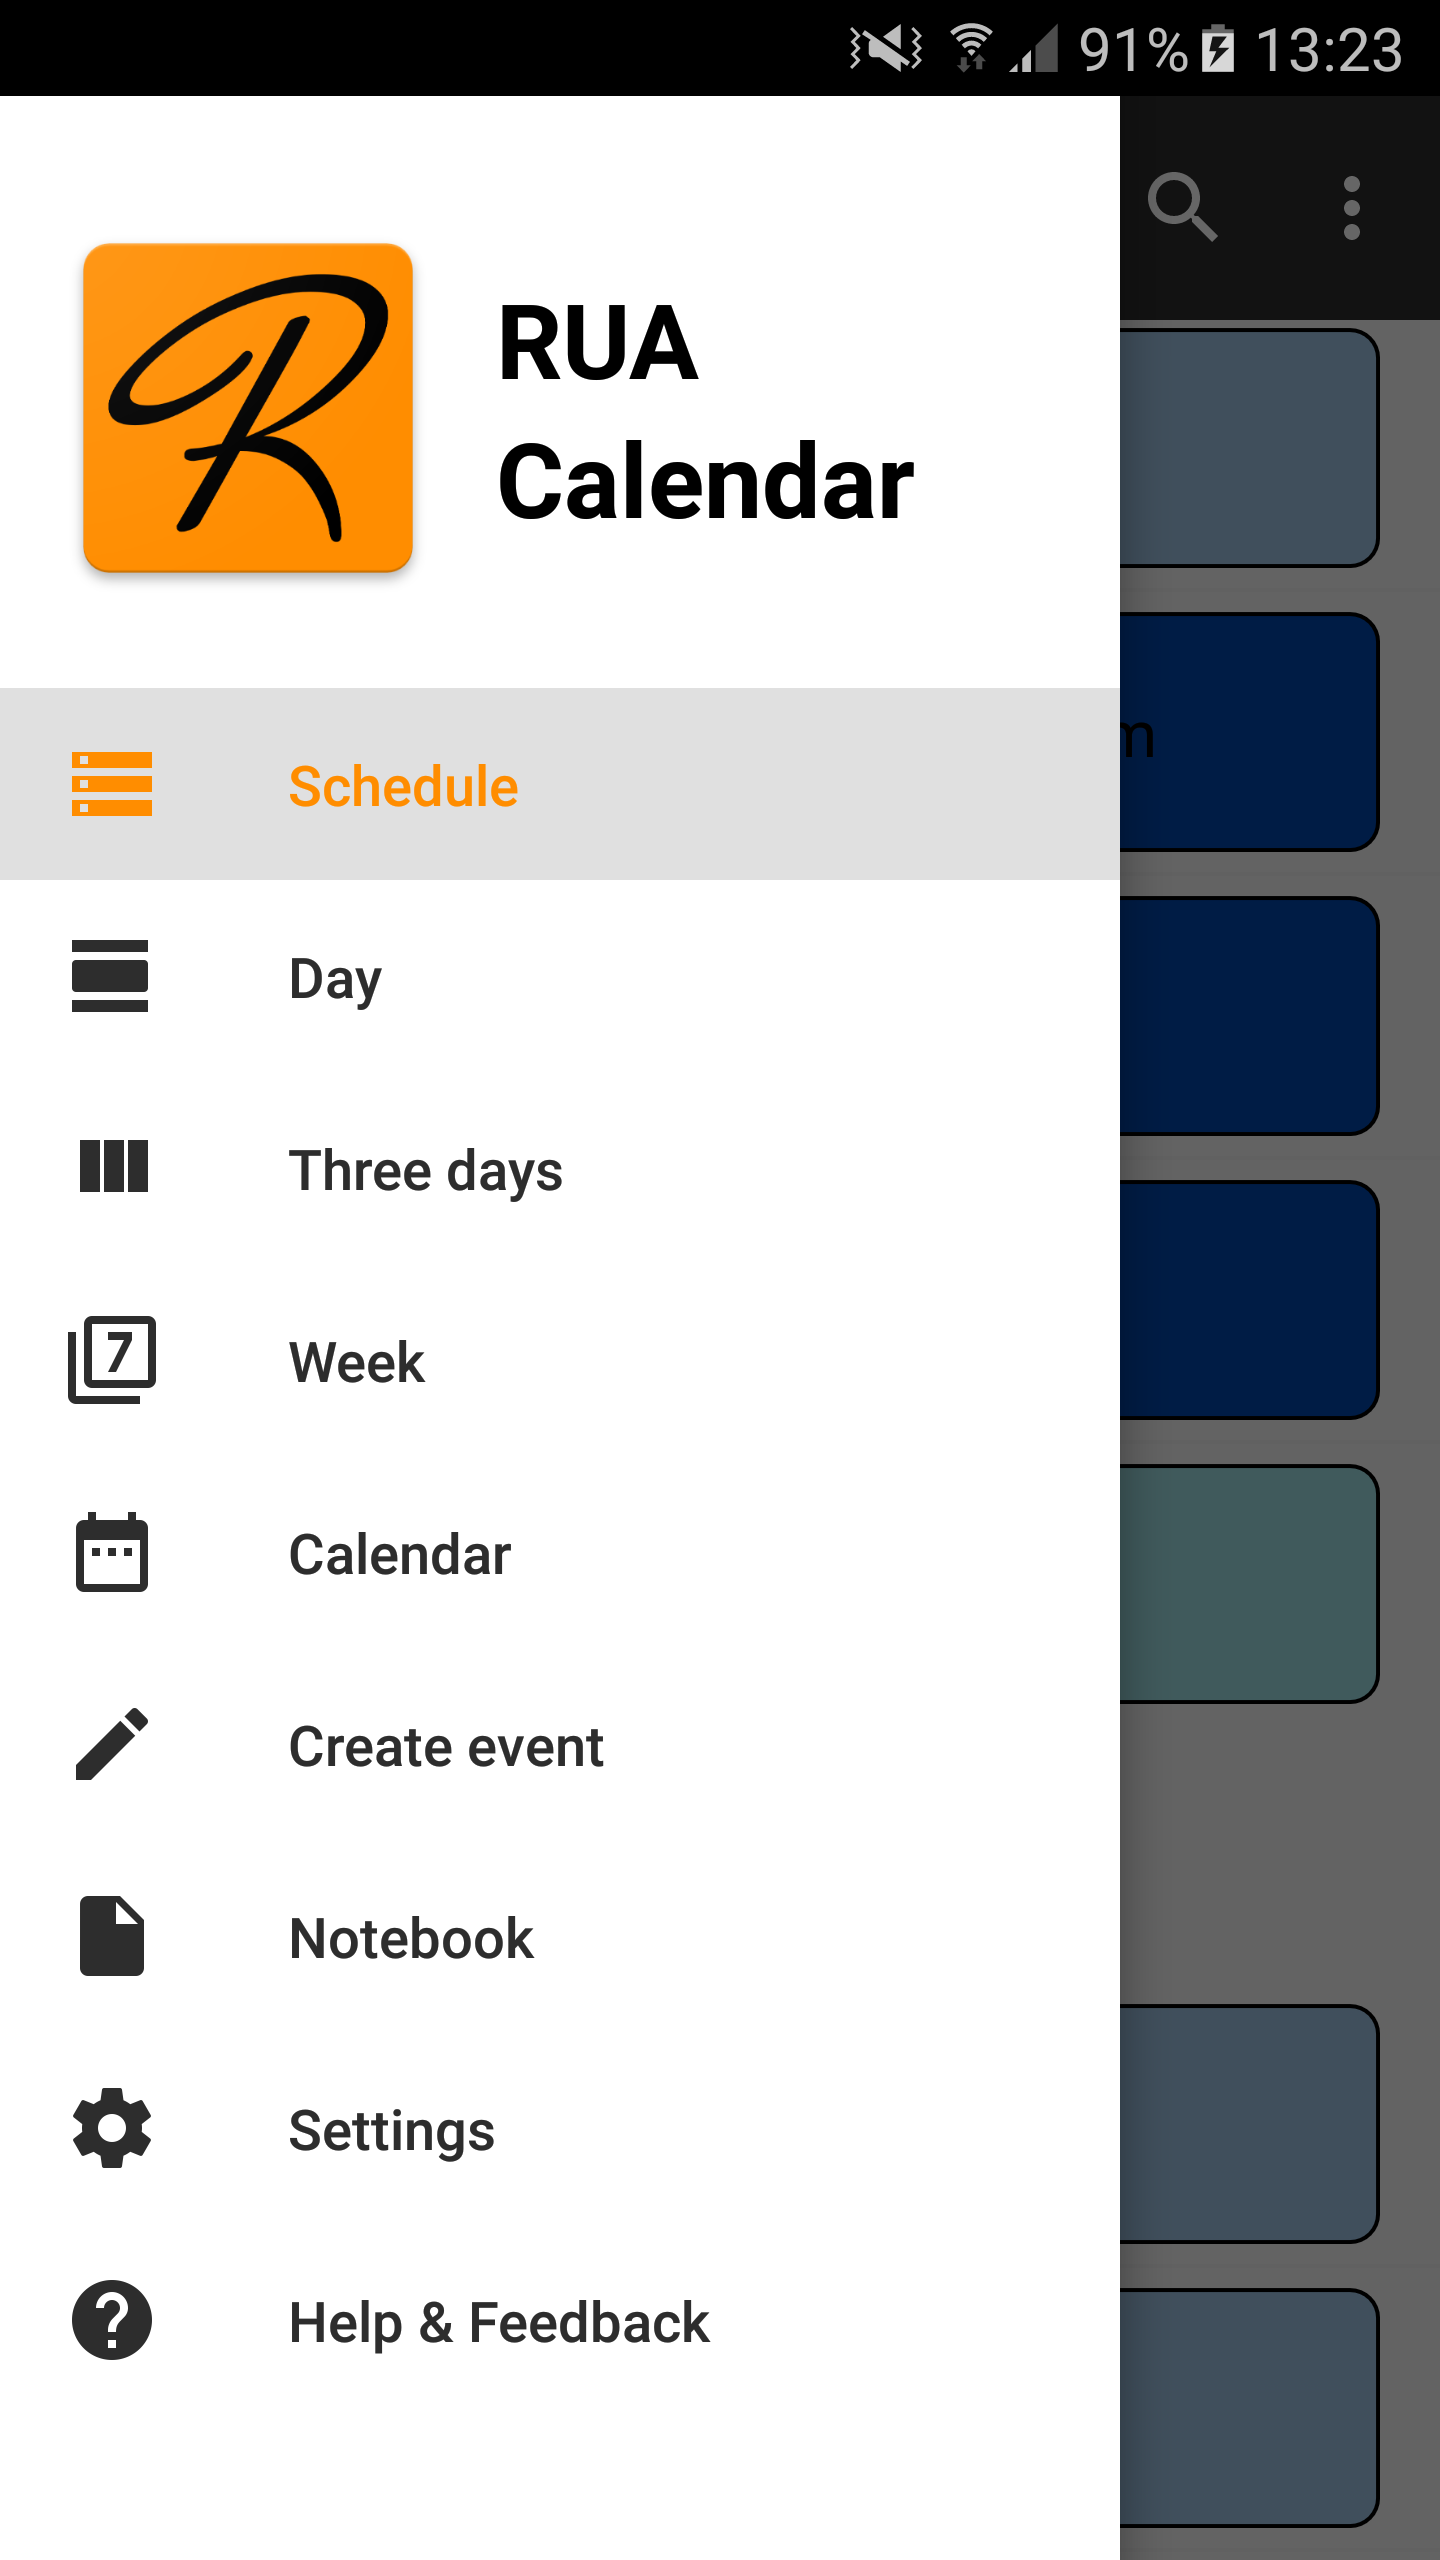 91% 13:23
R
RUA
Calendar
Schedule
m
Day
Three days
7
Week
Calendar
Create event
Notebook
Settings
?
Help & Feedback